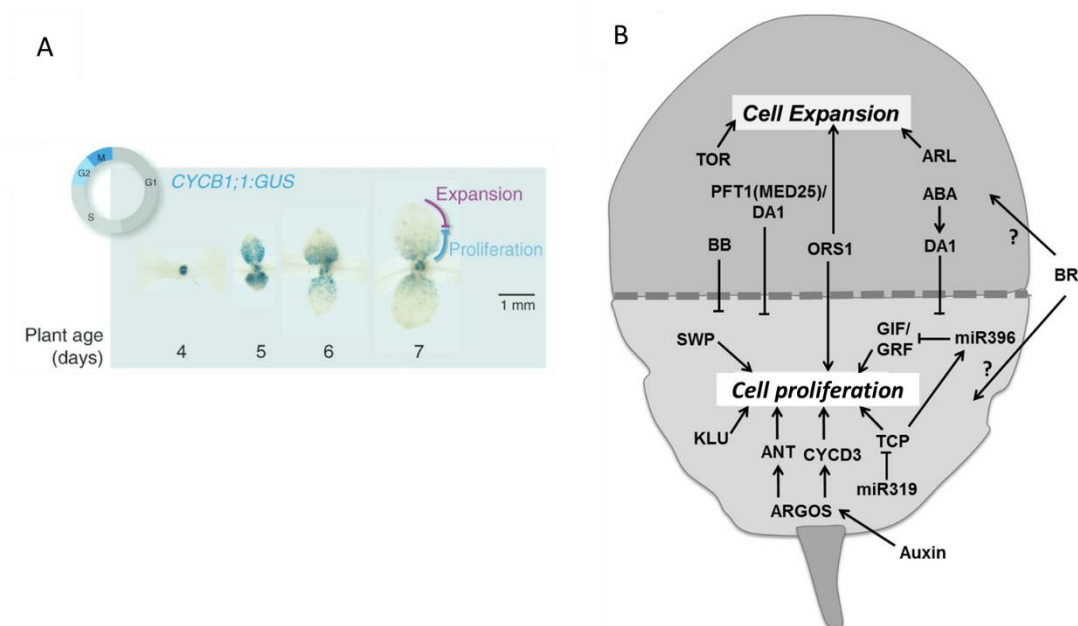 A
M
G2
G1
S
CYCB1;1:GUS
Expansion
Proliferation
1 mm
Plant age
(days)
4 5 6 7
B
Cell Expansion
TOR
ARL
PFT1(MED25)/
DA1
ABA
BB
ORS1
DA1
?
BR
SWP
GIF/
GRF
miR396
?
Cell proliferation
KLU
ANT
CYCD3
TCP
miR319
ARGOS
Auxin